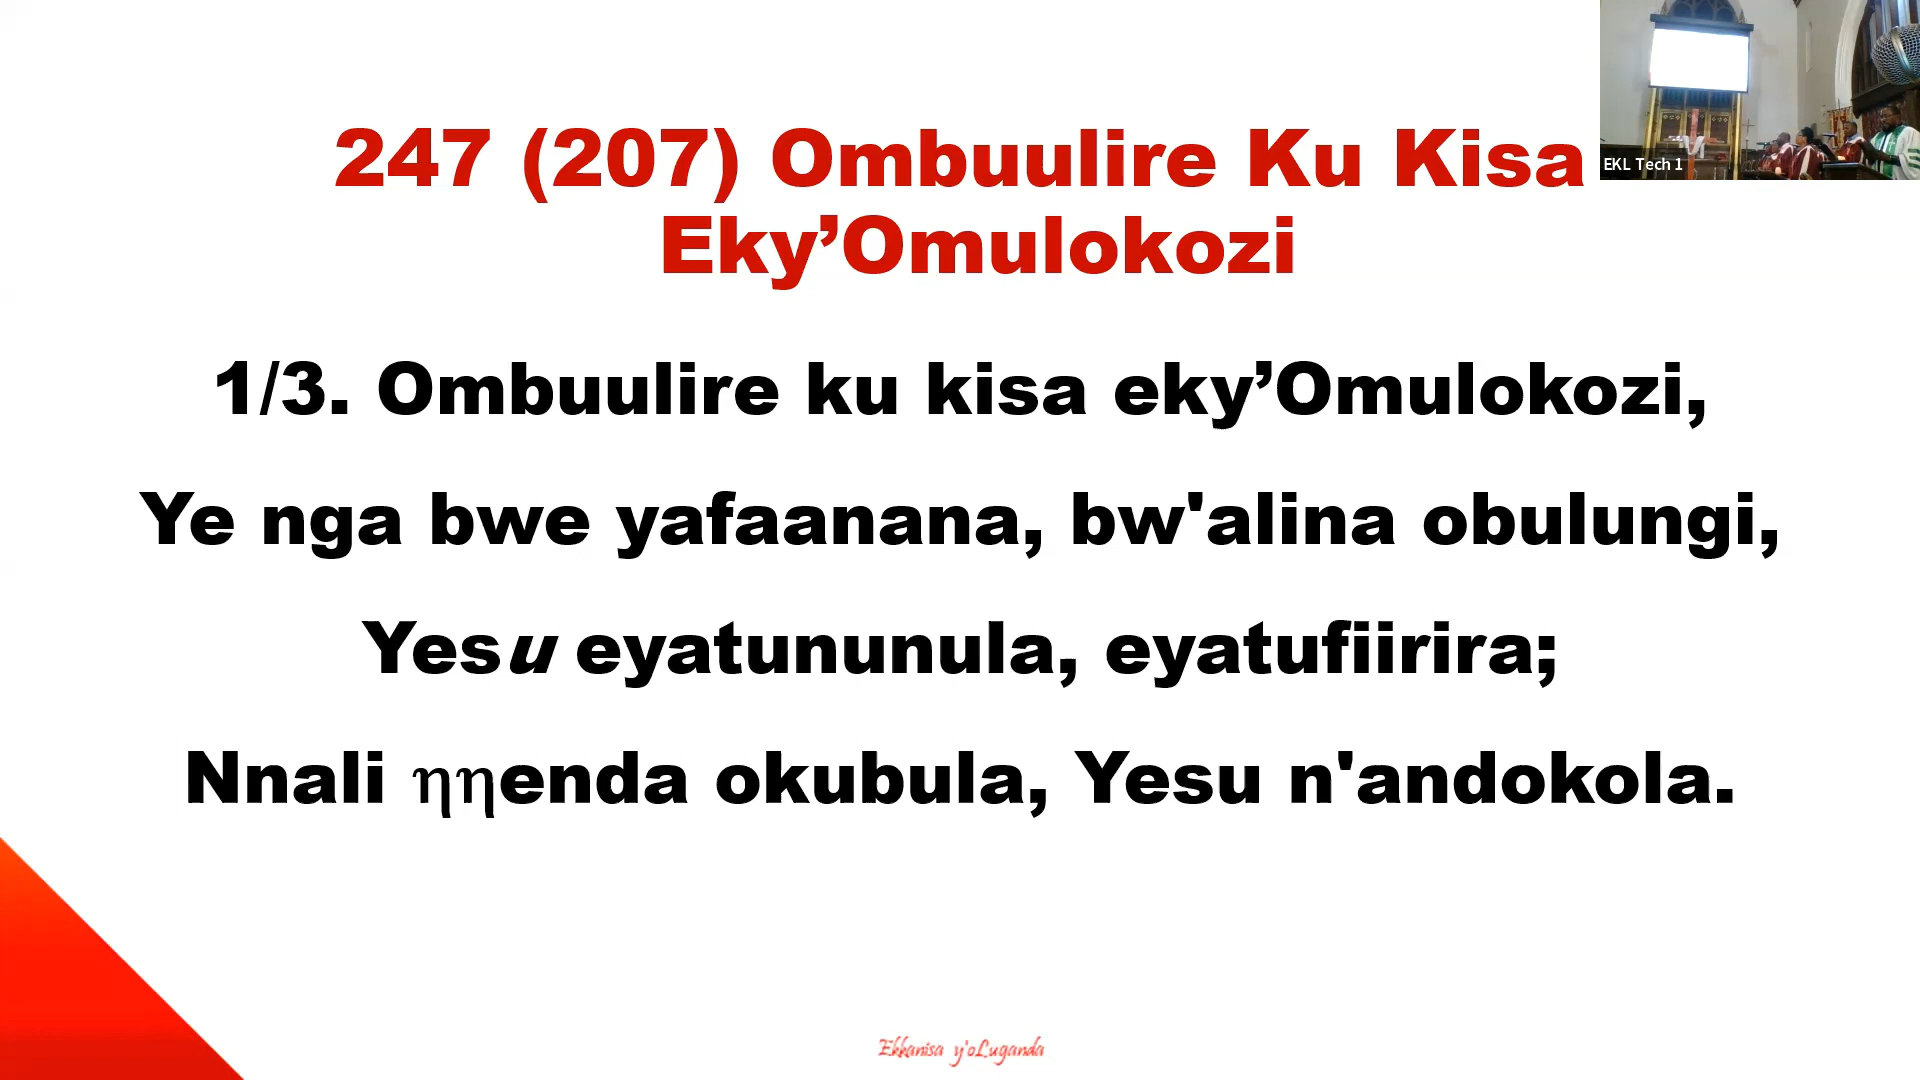 247 (207) Ombuulire Ku Kisa
Eky’Omulokozi
EKL Tech 1
1/3. Ombuulire ku kisa eky’Omulokozi,
Ye nga bwe yafaanana, bw'alina obulungi,
Yesu eyatununula, eyatufiirira;
Nnali ηηenda okubula, Yesu n'andokola.
Ekkanisa y'oLuganda